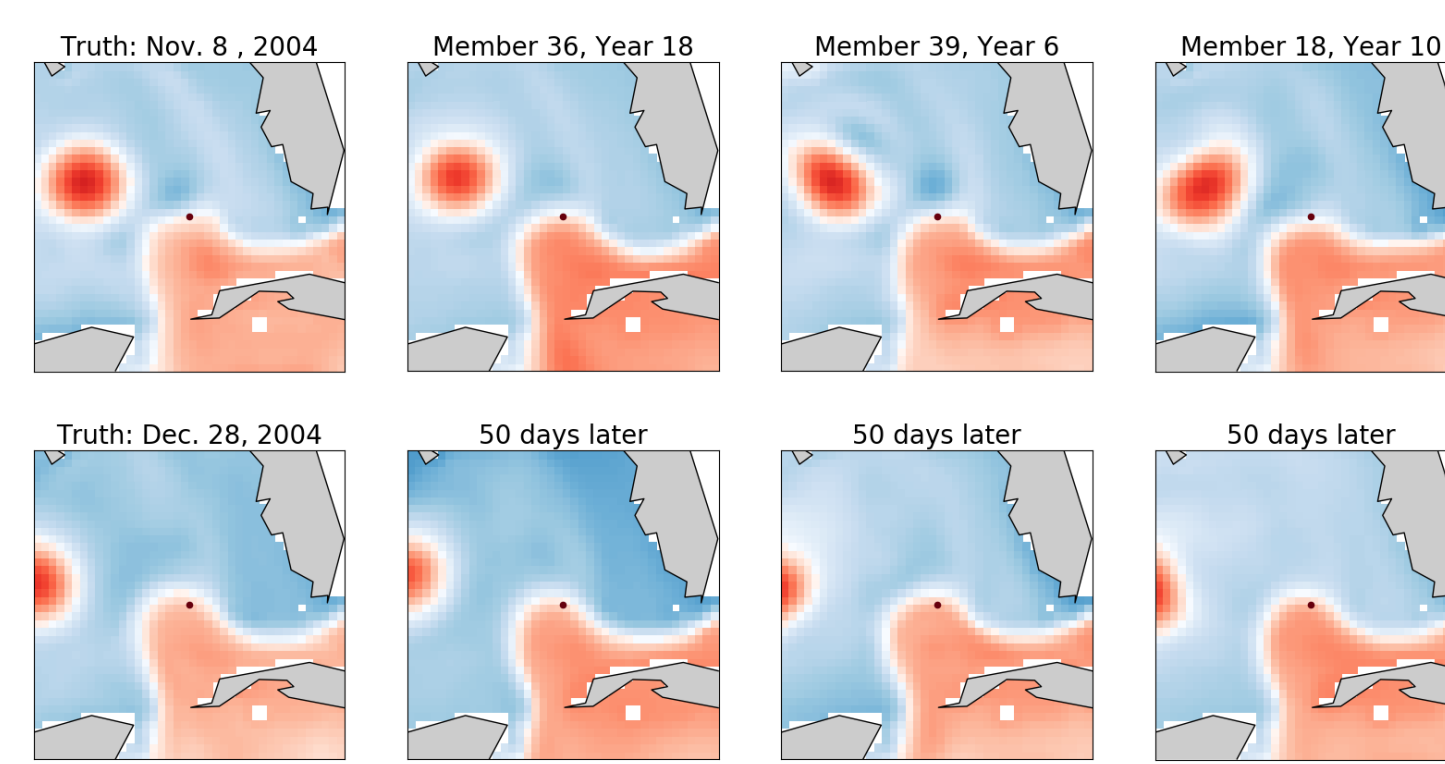 Truth: Nov. 8 , 2004
Member 36, Year 18
Member 39, Year 6
Member 18, Year 10
Truth: Dec. 28, 2004
50 days later
50 days later
50 days later